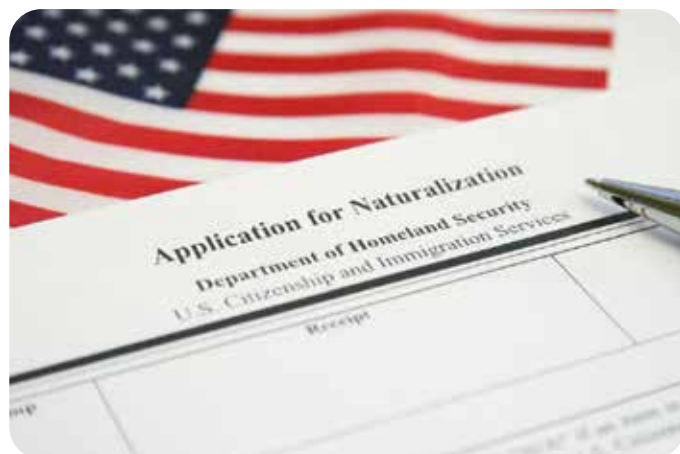 Application for Naturalization
Department of Homeland Security
U.S. Citizenship and Immigration Services
Receipt